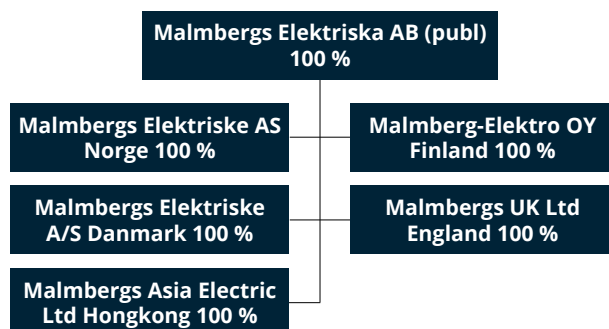 Malmbergs Elektriska AB (publ)
100 %
Malmbergs Elektriske AS
Norge 100 %
Malmberg-Elektro OY
Finland 100 %
Malmbergs Elektriske
A/S Danmark 100 %
Malmbergs UK Ltd
England 100 %
Malmbergs Asia Electric
Ltd Hongkong 100 %